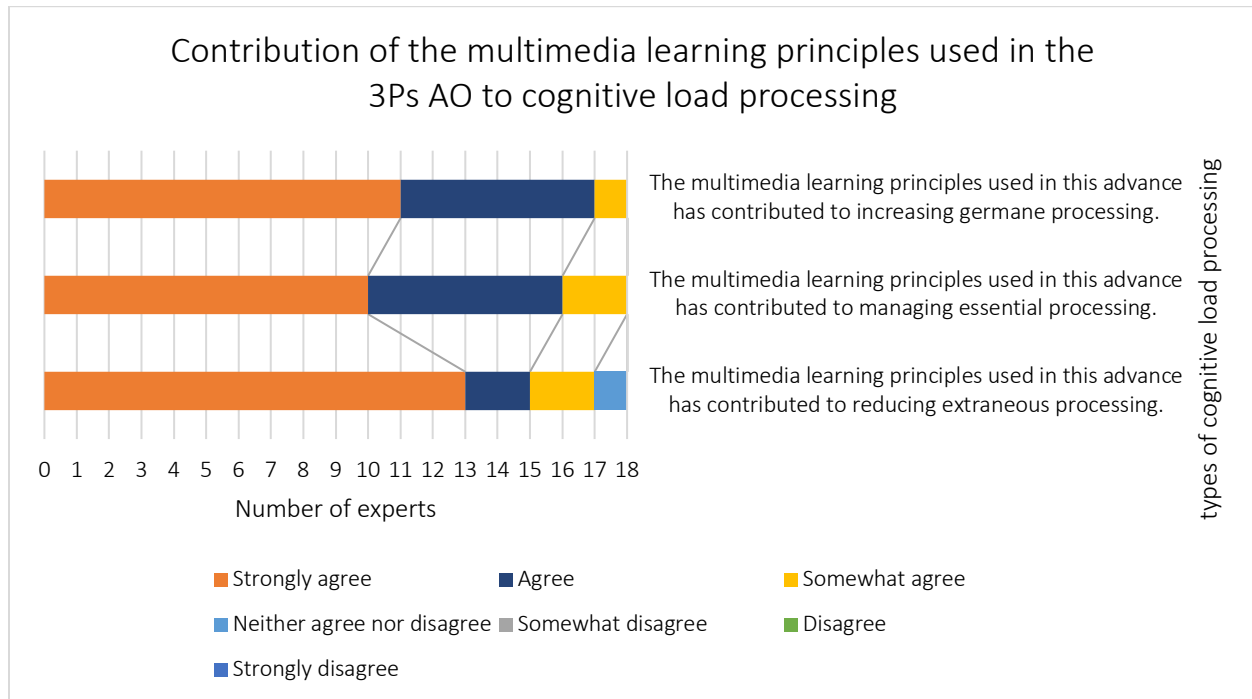 Contribution of the multimedia learning principles used in the
3Ps AO to cognitive load processing
The multimedia learning principles used in this advance
has contributed to increasing germane processing.
The multimedia learning principles used in this advance
has contributed to managing essential processing.
The multimedia learning principles used in this advance
has contributed to reducing extraneous processing.
types of cognitive load processing
0 1 2 3 4 5 6 7 8 9 10 11 12 13 14 15 16 17 18
Number of experts
Strongly agree Agree Somewhat agree
Neither agree nor disagree Somewhat disagree Disagree
Strongly disagree